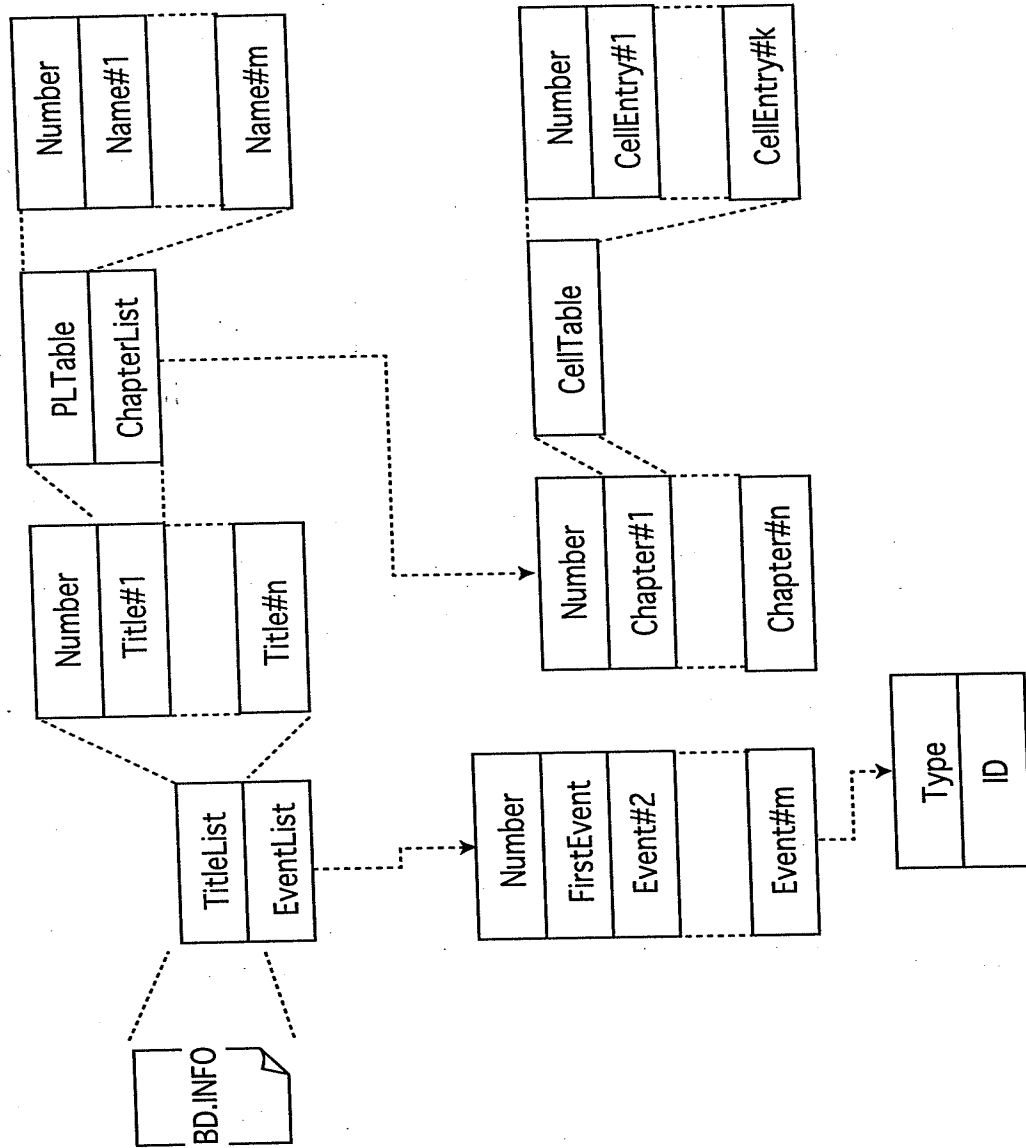 BD.INFO
TitleList
EventList
Number
Title#1
Title#n
PLTable
ChapterList
Number
Name#1
Name#m
Number
FirstEvent
Event#2
Event#m
Type
ID
Number
Chapter#1
Chapter#n
CellTable
Number
CellEntry#1
CellEntry#k